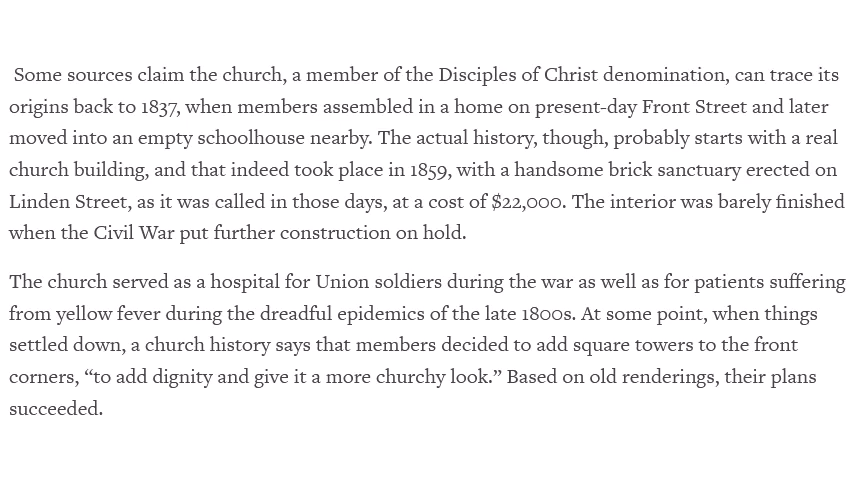 Some sources claim the church, a member of the Disciples of Christ denomination, can trace its
origins back to 1837, when members assembled in a home on present-day Front Street and later
moved into an empty schoolhouse nearby. The actual history, though, probably starts with a real
church building, and that indeed took place in 1859, with a handsome brick sanctuary erected on
Linden Street, as it was called in those days, at a cost of $22,000. The interior was barely finished
when the Civil War put further construction on hold.
The church served as a hospital for Union soldiers during the war as well as for patients suffering
from yellow fever during the dreadful epidemics of the late 1800s. At some point, when things
settled down, a church history says that members decided to add square towers to the front
corners, “to add dignity and give it a more churchy look.” Based on old renderings, their plans
succeeded.